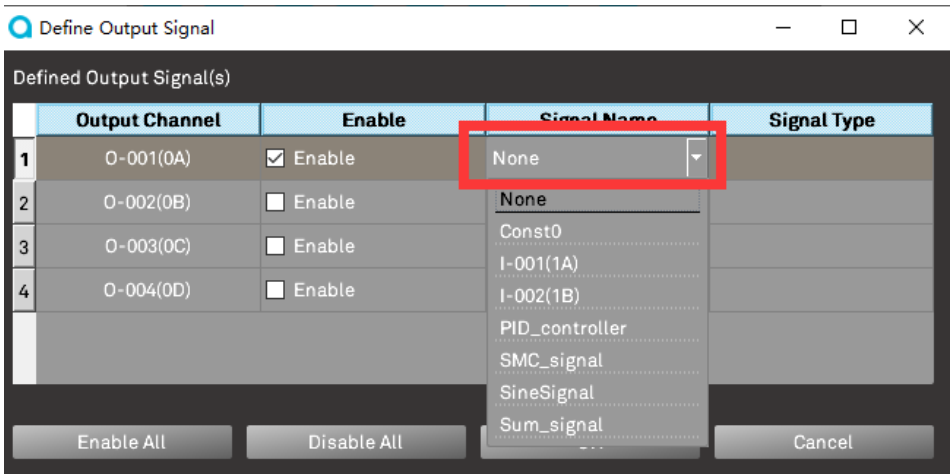 Define Output Signal
Defined Output Signal(s)
Output Channel Enable Signal Name Signal Type
1 O-001(0A) Enable None
2 O-002(0B) Enable None
3 O-003(0C) Enable Const0
4 O-004(0D) Enable I-001(1A)
I-002(1B)
PID_controller
SMC_signal
SineSignal
Sum_signal
Enable All Disable All Cancel